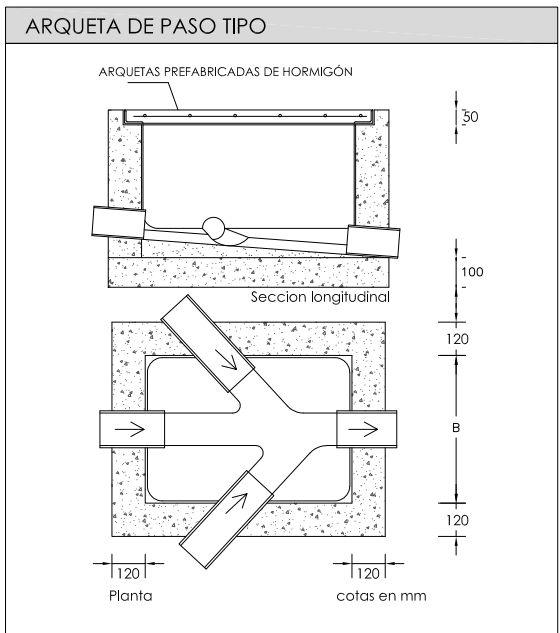 ARQUETA DE PASO TIPO
ARQUETAS PREFABRICADAS DE HORMIGÓN
50
100
Seccion longitudinal
120
B
120
120
120
Planta
cotas en mm